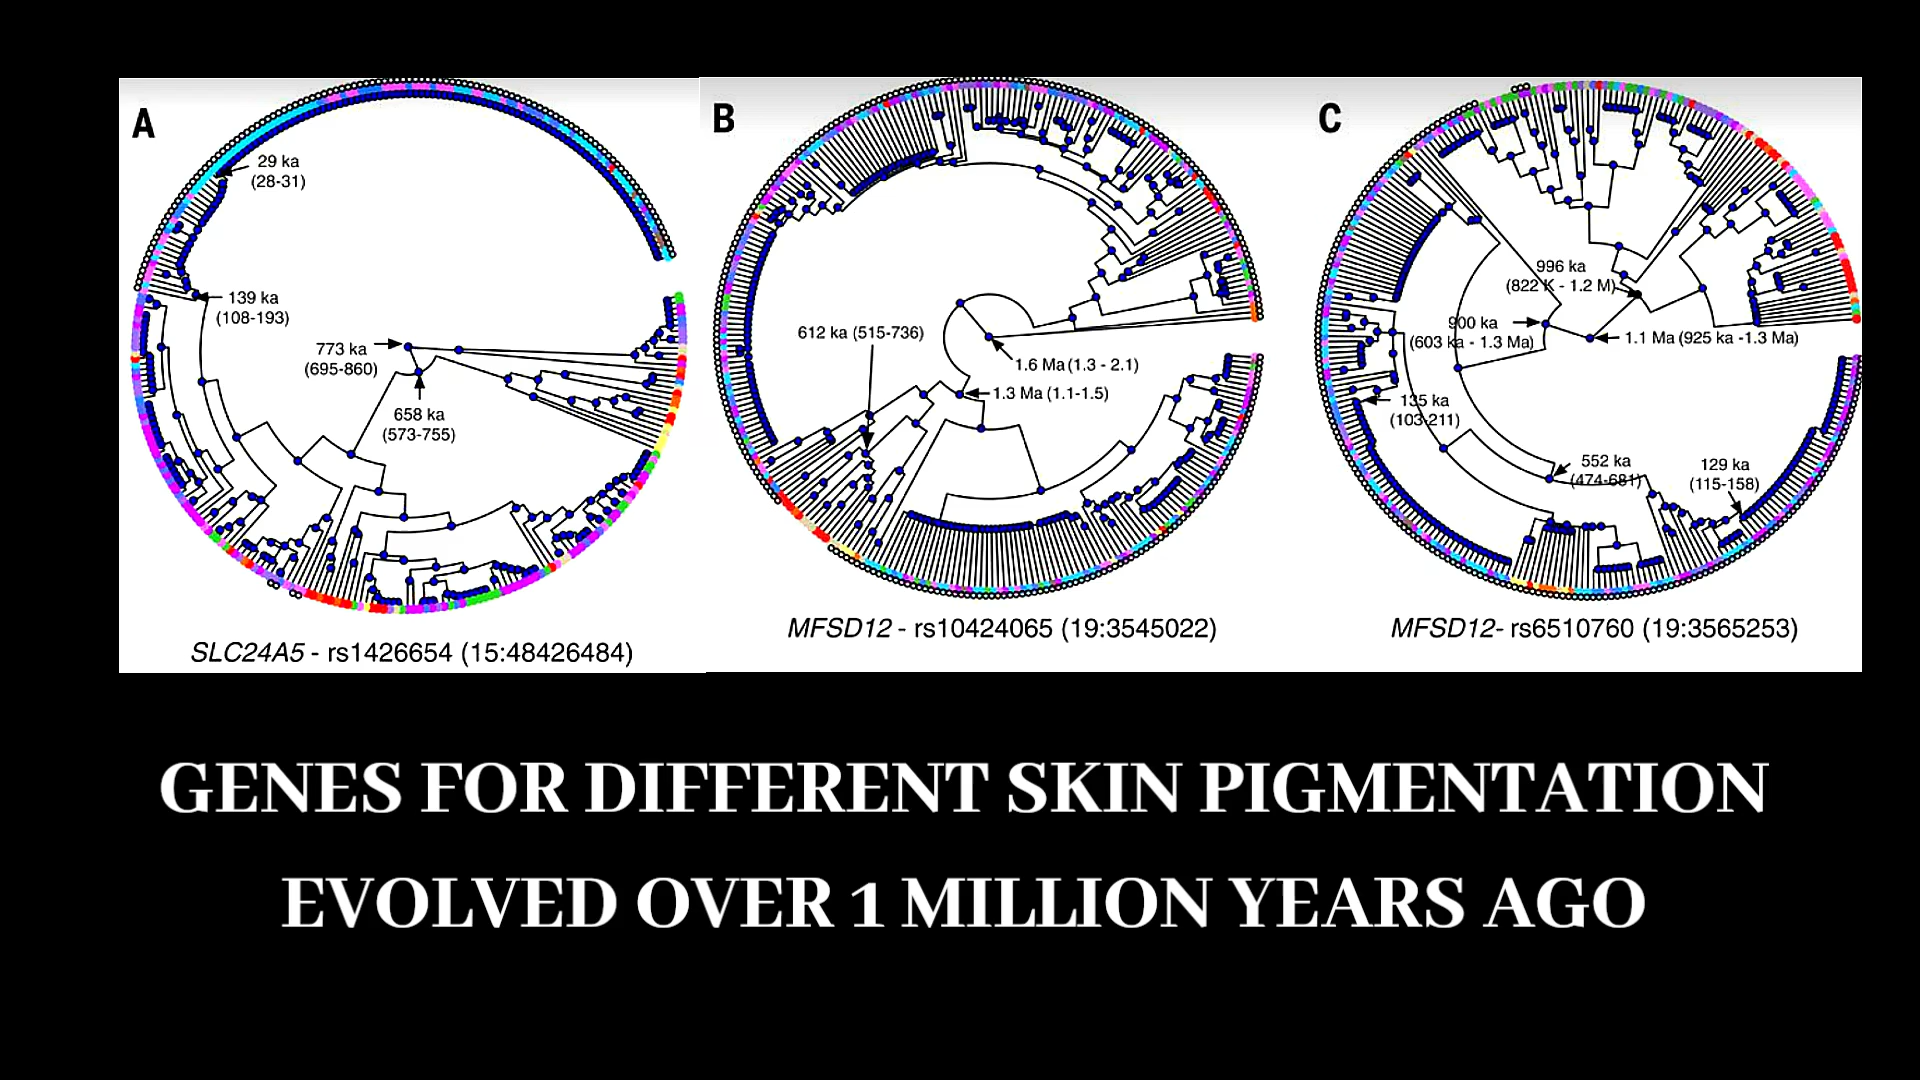 A
29 ka
(28-31)
139 ka
(108-193)
773 ka
(695-860)
658 ka
(573-755)
SLC24A5 - rs1426654 (15:48426484)
B
612 ka (515-736)
1.6 Ma (1.3 - 2.1)
1.3 Ma (1.1-1.5)
MFSD12 - rs10424065 (19:3545022)
C
996 ka
(822 K - 1.2 M)
900 ka
(603 ka - 1.3 Ma)
1.1 Ma (925 ka -1.3 Ma)
135 ka
(103-211)
552 ka
(474-681)
129 ka
(115-158)
MFSD12- rs6510760 (19:3565253)
GENES FOR DIFFERENT SKIN PIGMENTATION
EVOLVED OVER 1 MILLION YEARS AGO